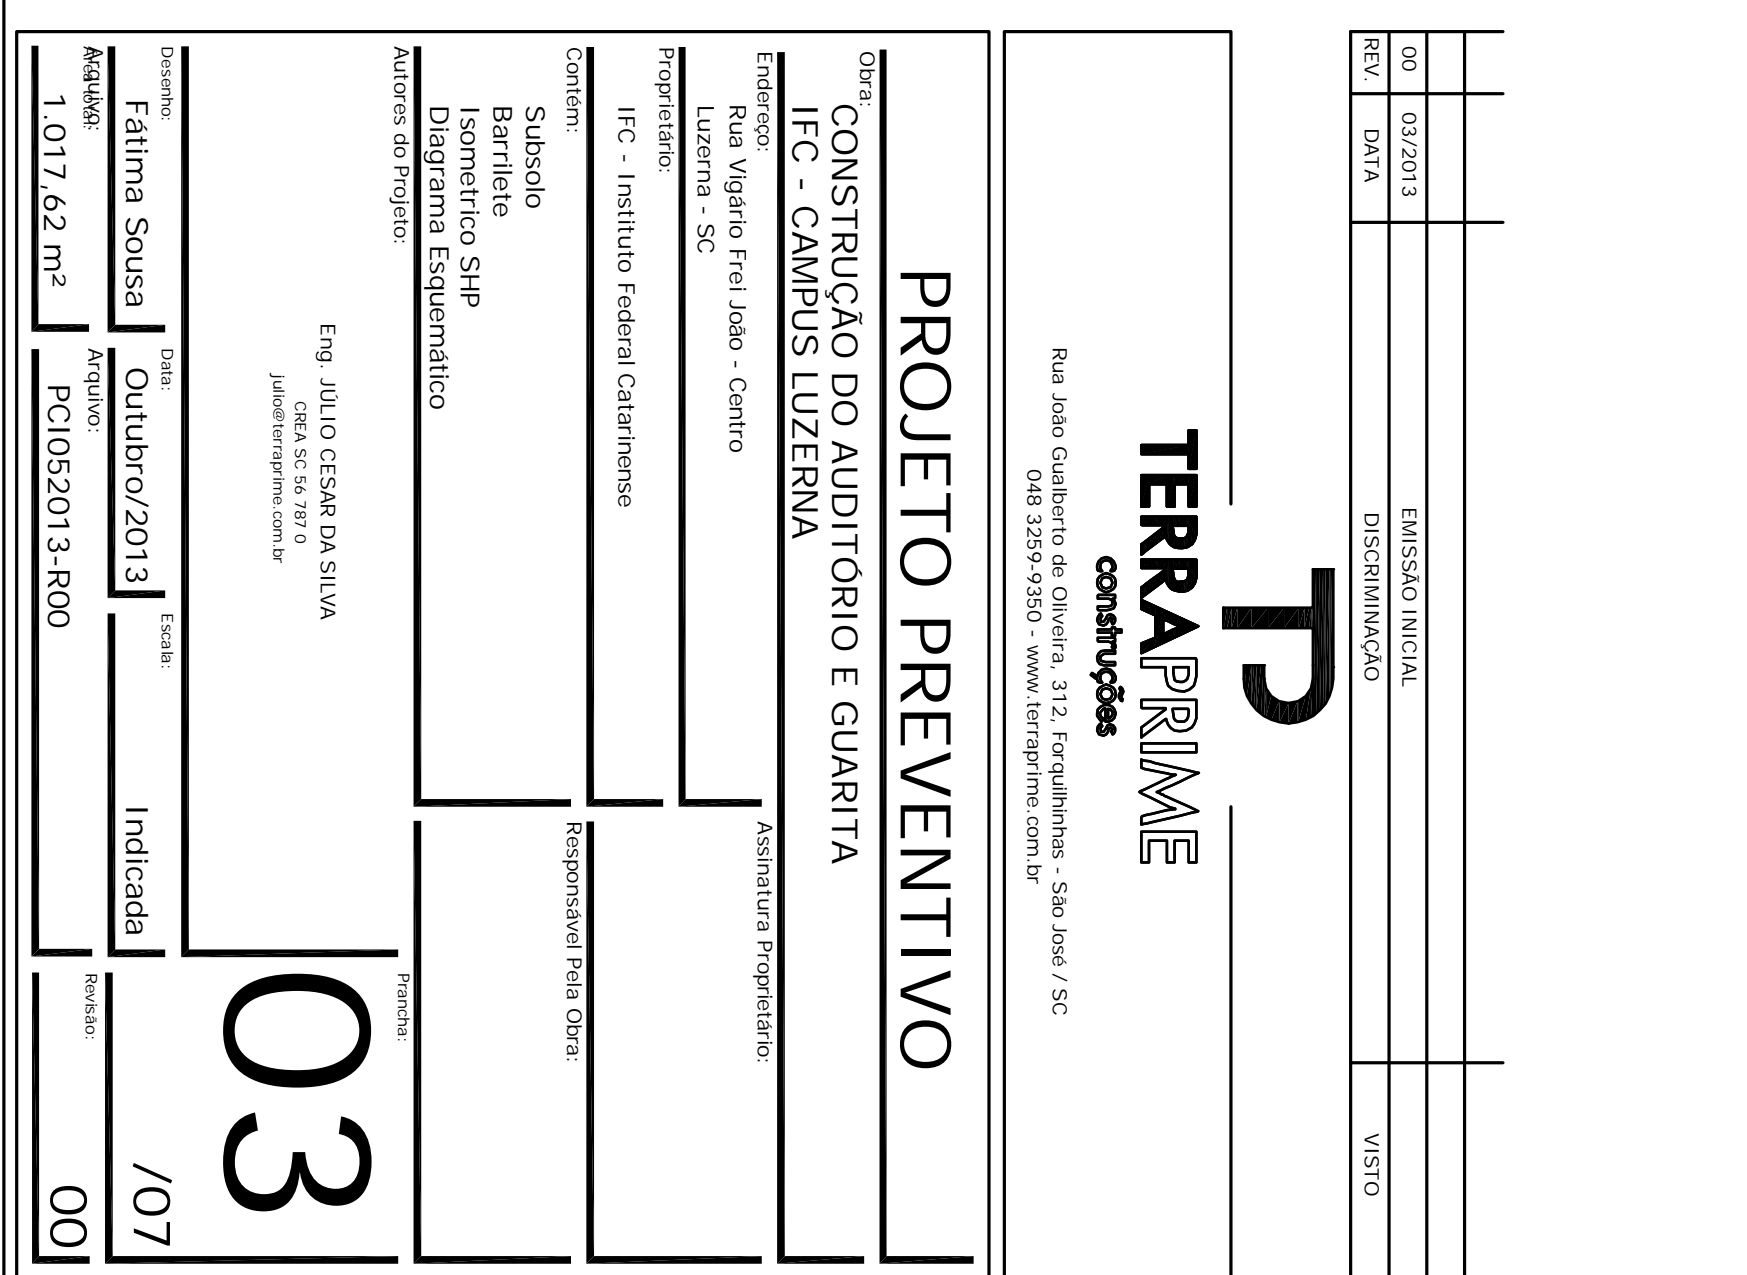 00
03/2013
EMISSÃO INICIAL
REV.
DATA
DISCRIMINAÇÃO
VISTO
TP
TERRAPRIME
construções
Rua João Gualberto de Oliveira, 312, Forquilhinhas - São José / SC
048 3259-9350 - www.terraprime.com.br
PROJETO PREVENTIVO
Obra:
CONSTRUÇÃO DO AUDITÓRIO E GUARITA
IFC - CAMPUS LUZERNA
Endereço:
Rua Vigário Frei João - Centro
Luzerna - SC
Assinatura Proprietário:
Proprietário:
IFC - Instituto Federal Catarinense
Contém:
Subsolo
Barrilete
Isometrico SHP
Diagrama Esquemático
Responsável Pela Obra:
Autores do Projeto:
Eng. JÚLIO CESAR DA SILVA
CREA SC 56 787 0
julio@terraprime.com.br
Prancha:
03
/07
Desenho:
Fátima Sousa
Data:
Outubro/2013
Escala:
Indicada
Arquivo:
Área total:
1.017,62 m²
Arquivo:
PCI052013-R00
Revisão:
00